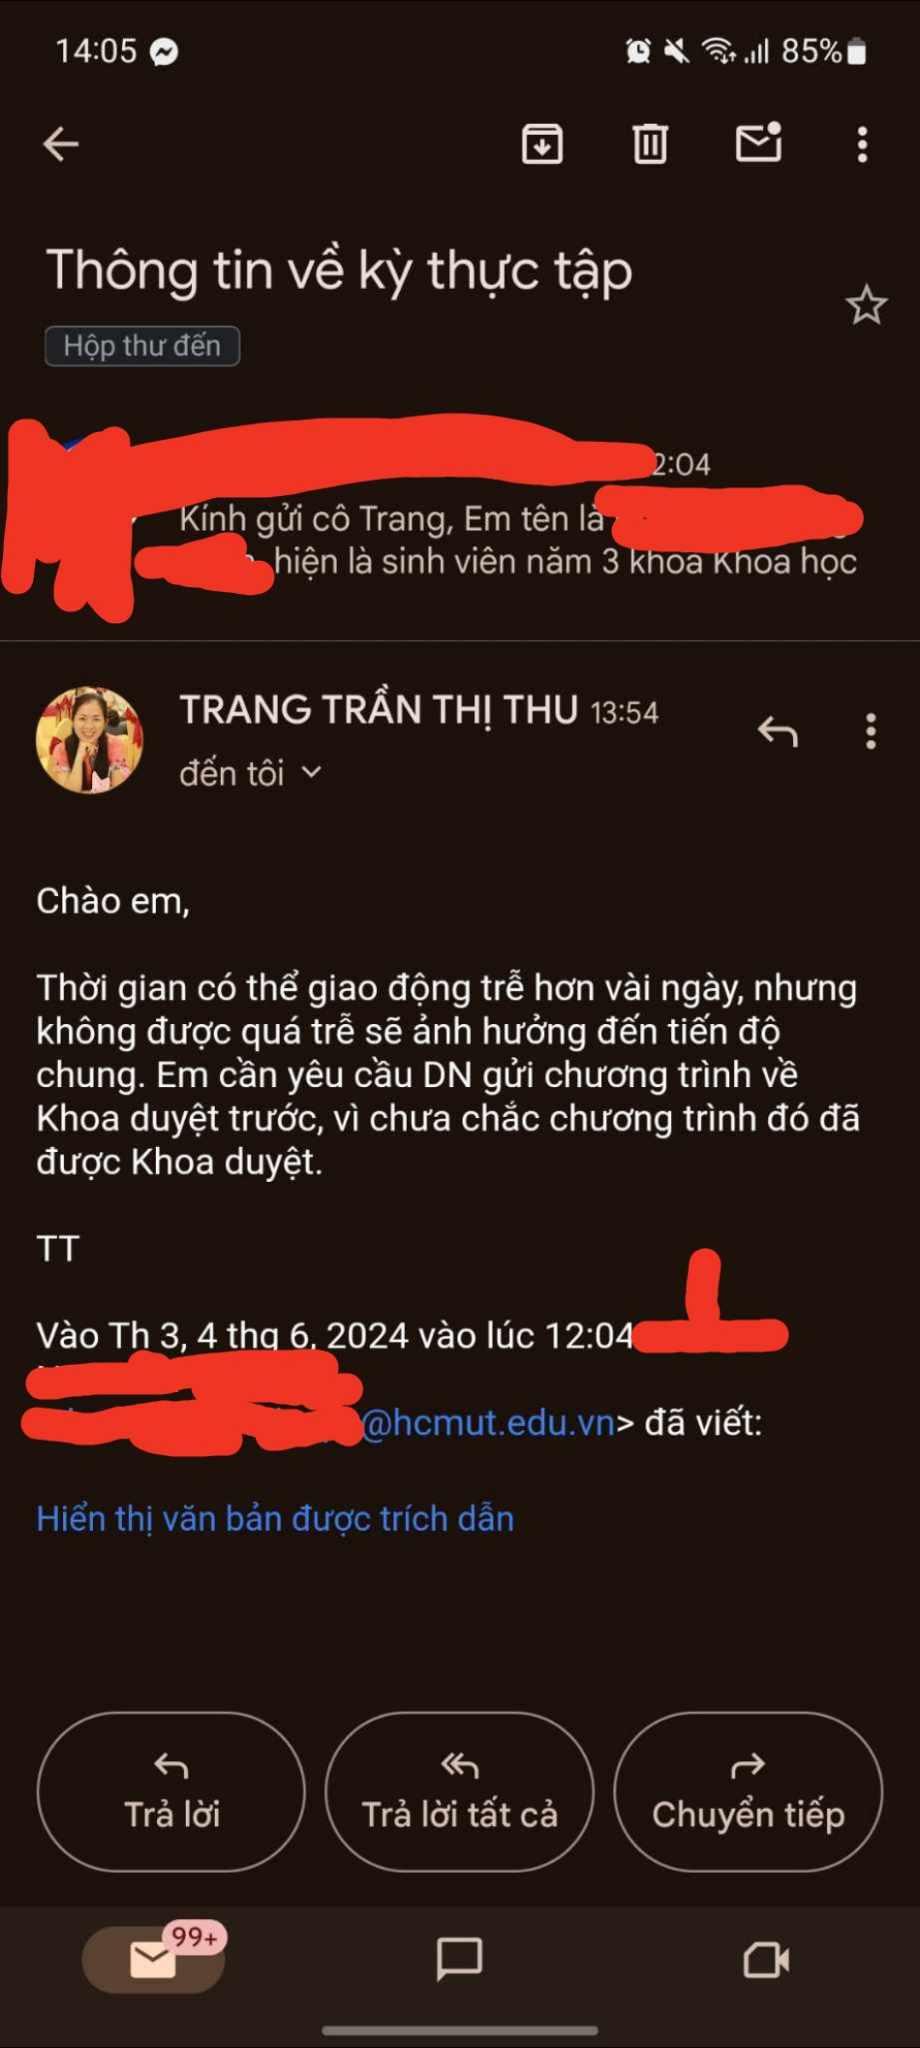 14:05
85%
Thông tin về kỳ thực tập
Hộp thư đến
2:04
Kính gửi cô Trang, Em tên là
hiện là sinh viên năm 3 khoa Khoa học
TRANG TRẦN THỊ THU 13:54
đến tôi
Chào em,
Thời gian có thể giao động trễ hơn vài ngày, nhưng
không được quá trễ sẽ ảnh hưởng đến tiến độ
chung. Em cần yêu cầu DN gửi chương trình về
Khoa duyệt trước, vì chưa chắc chương trình đó đã
được Khoa duyệt.
TT
Vào Th 3, 4 thg 6, 2024 vào lúc 12:04
@hcmut.edu.vn> đã viết:
Hiển thị văn bản được trích dẫn
Trả lời
Trả lời tất cả
Chuyển tiếp
99+